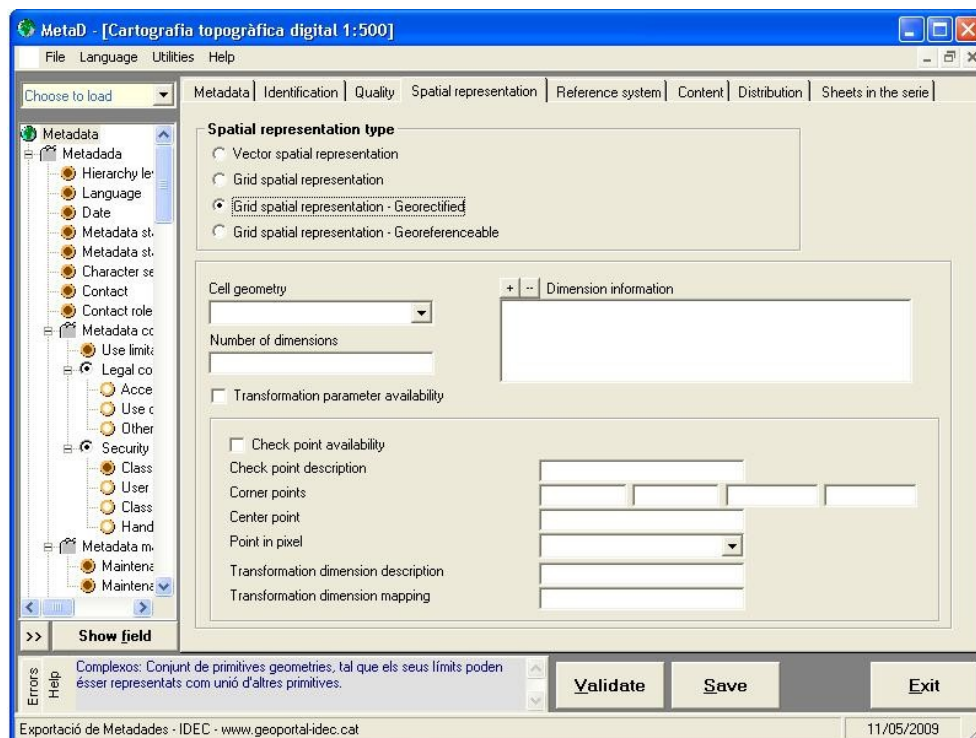 MetaD - [Cartografia topogràfica digital 1:500]
File Language Utilities Help
Choose to load
Metadata Identification Quality Spatial representation Reference system Content Distribution Sheets in the serie
Metadata
Metadada
Hierarchy le
Language
Date
Metadata st
Metadata st
Character se
Contact
Contact role
Metadata co
Use limita
Legal co
Acce
Use c
Other
Security
Class
User
Class
Hand
Metadata m
Maintena
Maintena
>> Show field
Spatial representation type
Vector spatial representation
Grid spatial representation
Grid spatial representation - Georectified
Grid spatial representation - Georeferenceable
Cell geometry
+ -- Dimension information
Number of dimensions
Transformation parameter availability
Check point availability
Check point description
Corner points
Center point
Point in pixel
Transformation dimension description
Transformation dimension mapping
Errors
Help
Complexos: Conjunt de primitives geometries, tal que els seus límits poden
ésser representats com unió d'altres primitives.
Validate Save Exit
Exportació de Metadades - IDEC - www.geoportal-idec.cat 11/05/2009